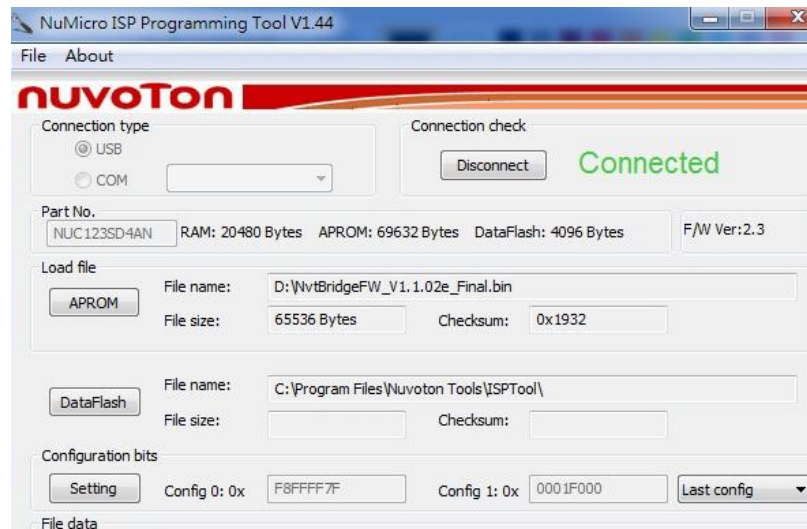 NuMicro ISP Programming Tool V1.44
File About
nuvoTon
Connection type
USB
COM
Connection check
Disconnect Connected
Part No.
NUC123SD4AN RAM: 20480 Bytes APROM: 69632 Bytes DataFlash: 4096 Bytes F/W Ver:2.3
Load file
APROM
File name: D:\NvtBridgeFW_V1.1.02e_Final.bin
File size: 65536 Bytes Checksum: 0x1932
DataFlash
File name: C:\Program Files\Nuvoton Tools\ISPTool\
File size: Checksum:
Configuration bits
Setting Config 0: 0x F8FFFF7F Config 1: 0x 0001F000 Last config
File data